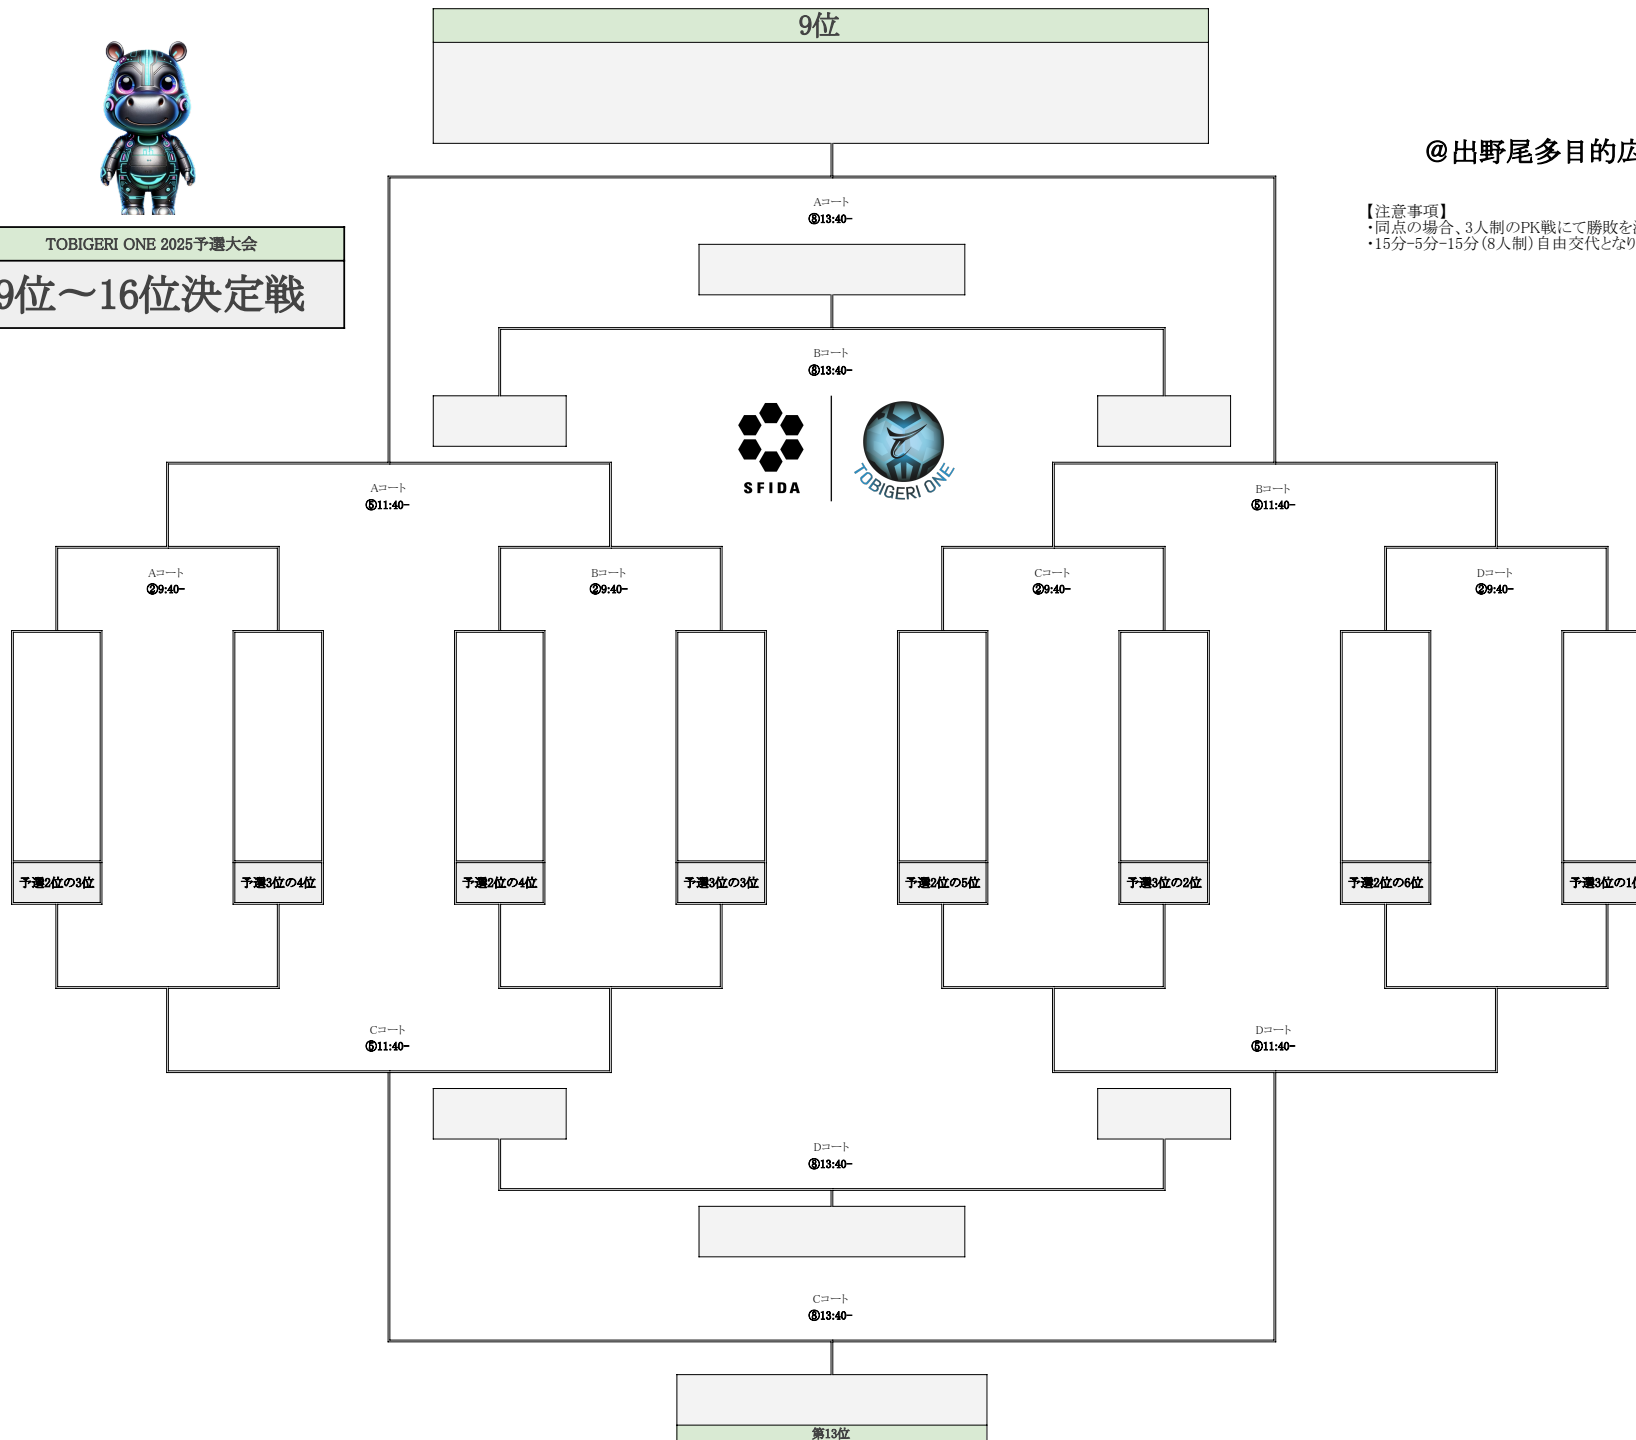 9位
@出野尾多目的広
【注意事項】
・同点の場合、3人制のPK戦にて勝敗を
・15分-5分-15分(8人制)自由交代となり
TOBIGERI ONE 2025予選大会
9位～16位決定戦
Aコート
⑧13:40-
Bコート
⑧13:40-
SFIDA
TOBIGERI ONE
Aコート
⑤11:40-
Bコート
⑤11:40-
Aコート
②9:40-
Bコート
②9:40-
Cコート
②9:40-
Dコート
②9:40-
予選2位の3位
予選3位の4位
予選2位の4位
予選3位の3位
予選2位の5位
予選3位の2位
予選2位の6位
予選3位の1位
Cコート
⑤11:40-
Dコート
⑤11:40-
Dコート
⑧13:40-
Cコート
⑧13:40-
第13位